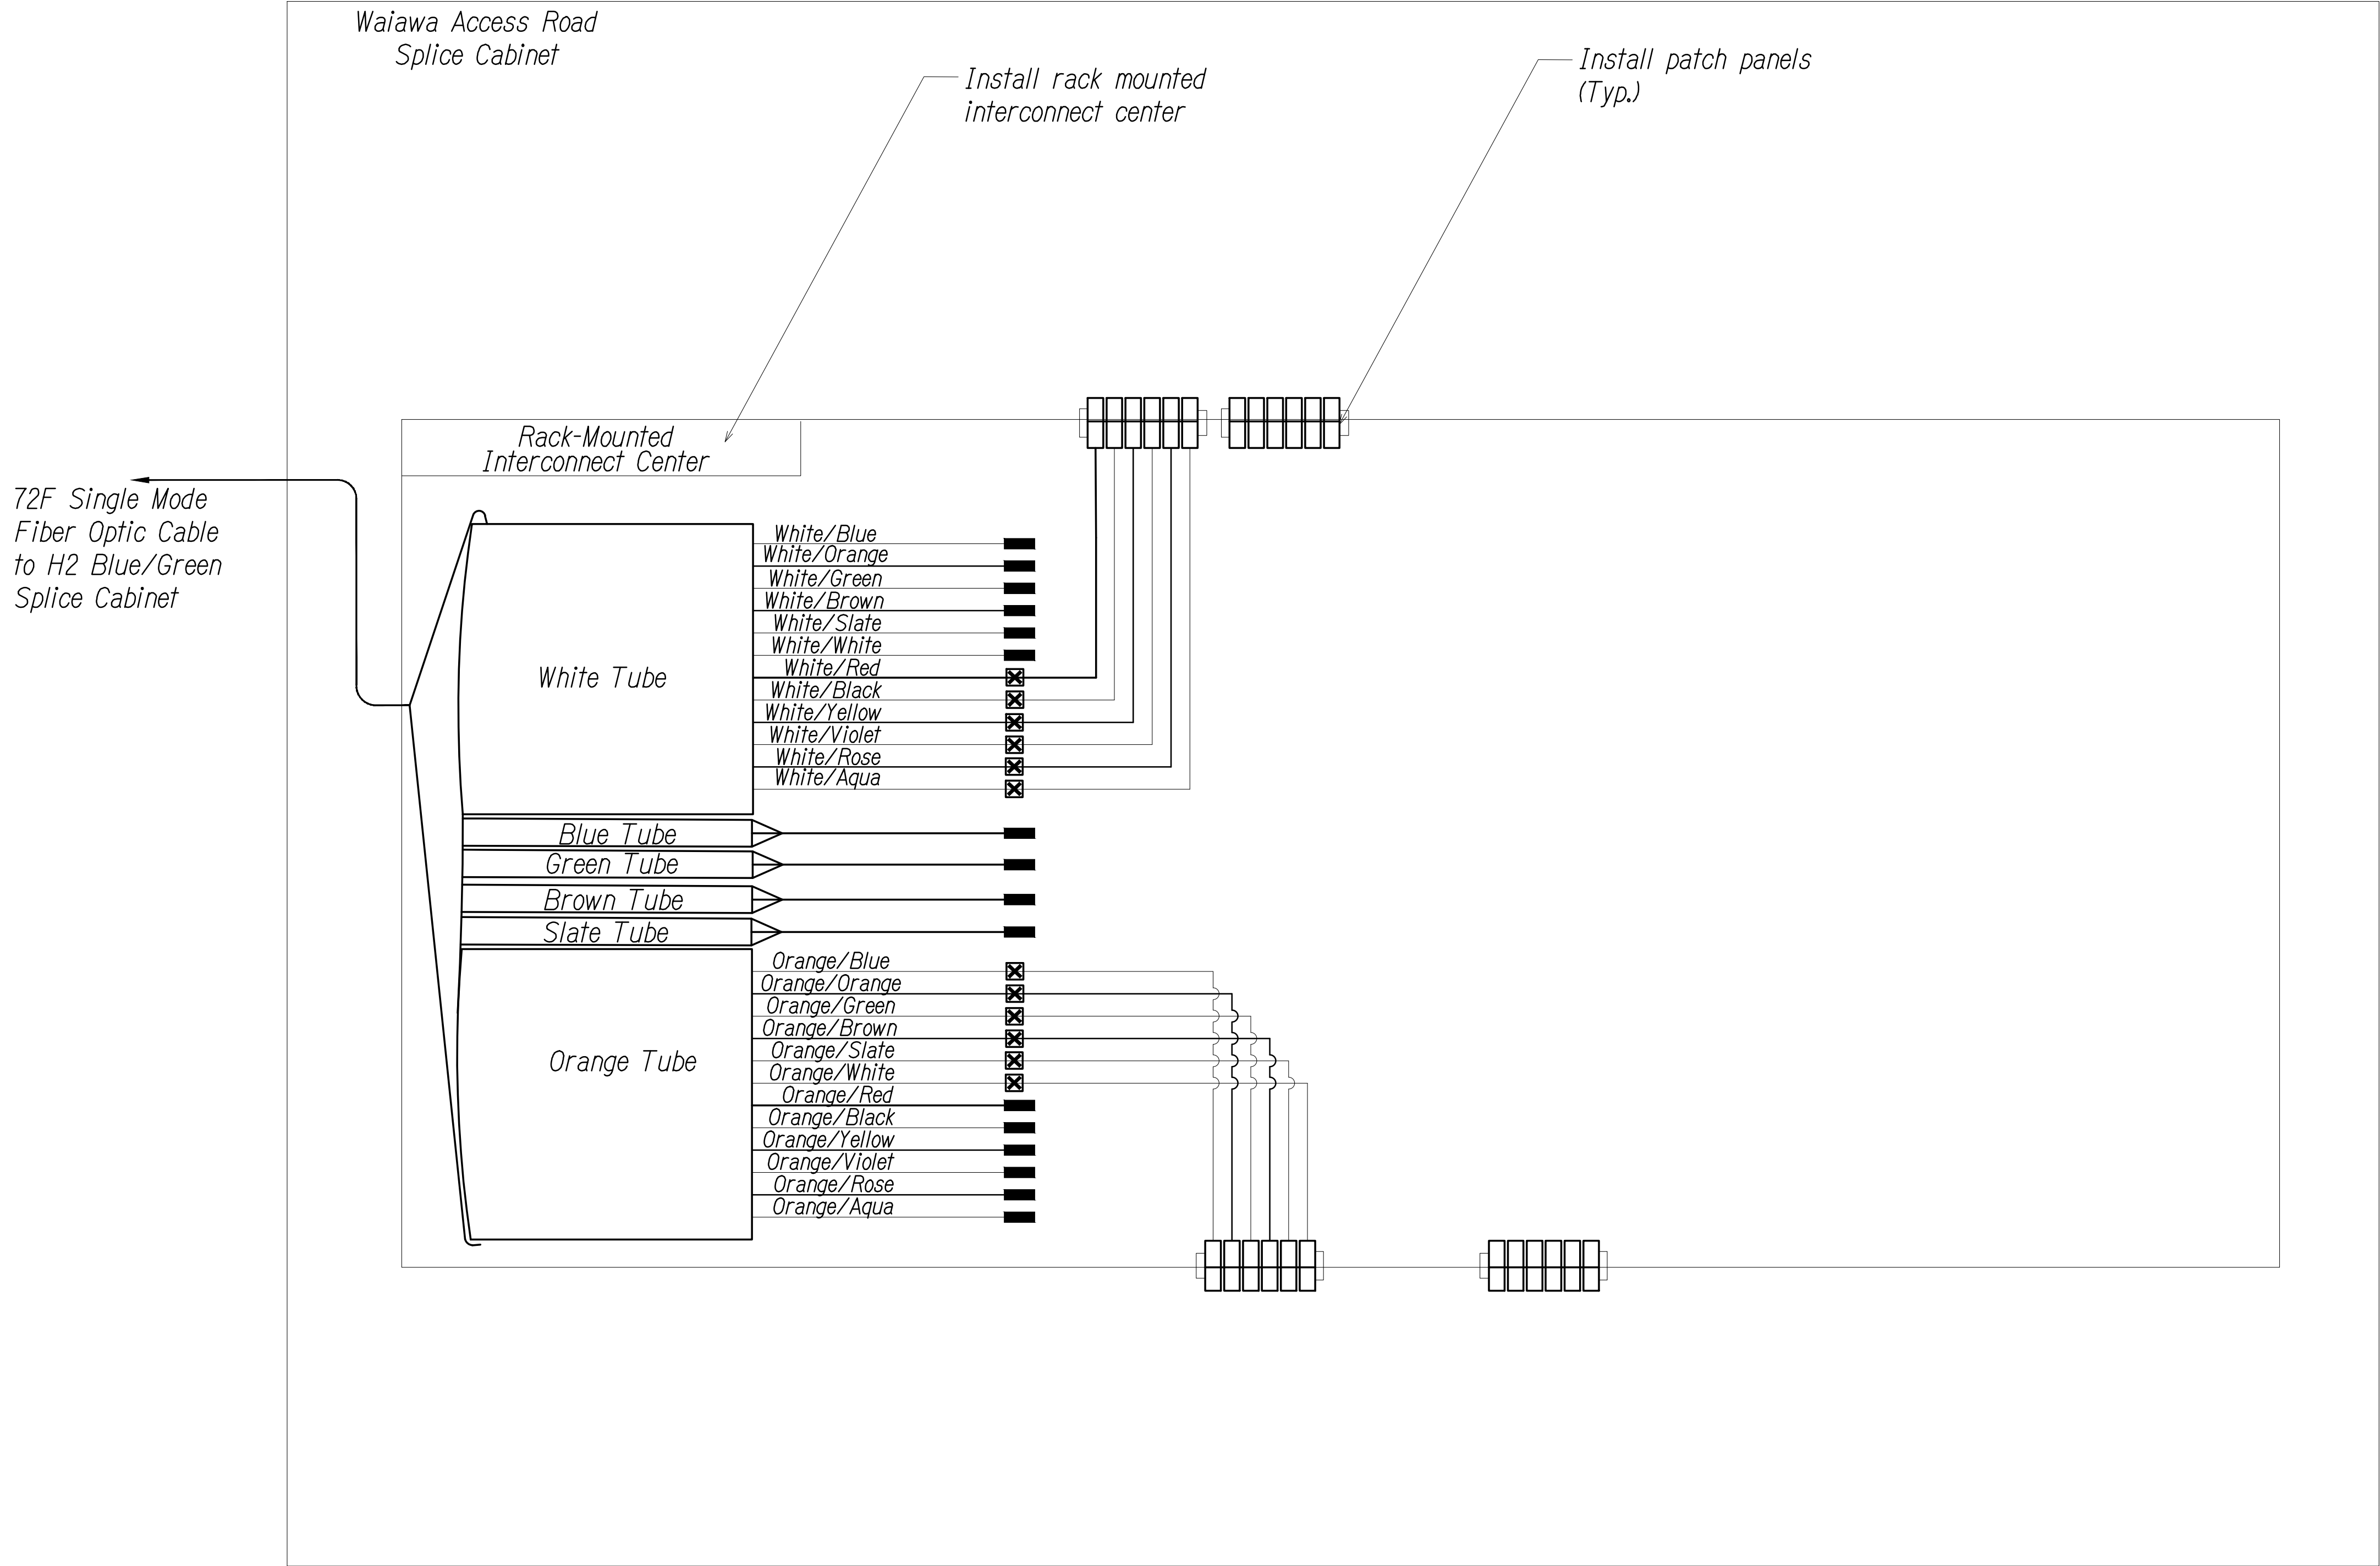 Waiawa Access Road
Splice Cabinet
Install rack mounted
interconnect center
Install patch panels
(Typ.)
Rack-Mounted
Interconnect Center
72F Single Mode
Fiber Optic Cable
to H2 Blue/Green
Splice Cabinet
White Tube
White/Blue
White/Orange
White/Green
White/Brown
White/Slate
White/White
White/Red
White/Black
White/Yellow
White/Violet
White/Rose
White/Aqua
Blue Tube
Green Tube
Brown Tube
Slate Tube
Orange Tube
Orange/Blue
Orange/Orange
Orange/Green
Orange/Brown
Orange/Slate
Orange/White
Orange/Red
Orange/Black
Orange/Yellow
Orange/Violet
Orange/Rose
Orange/Aqua